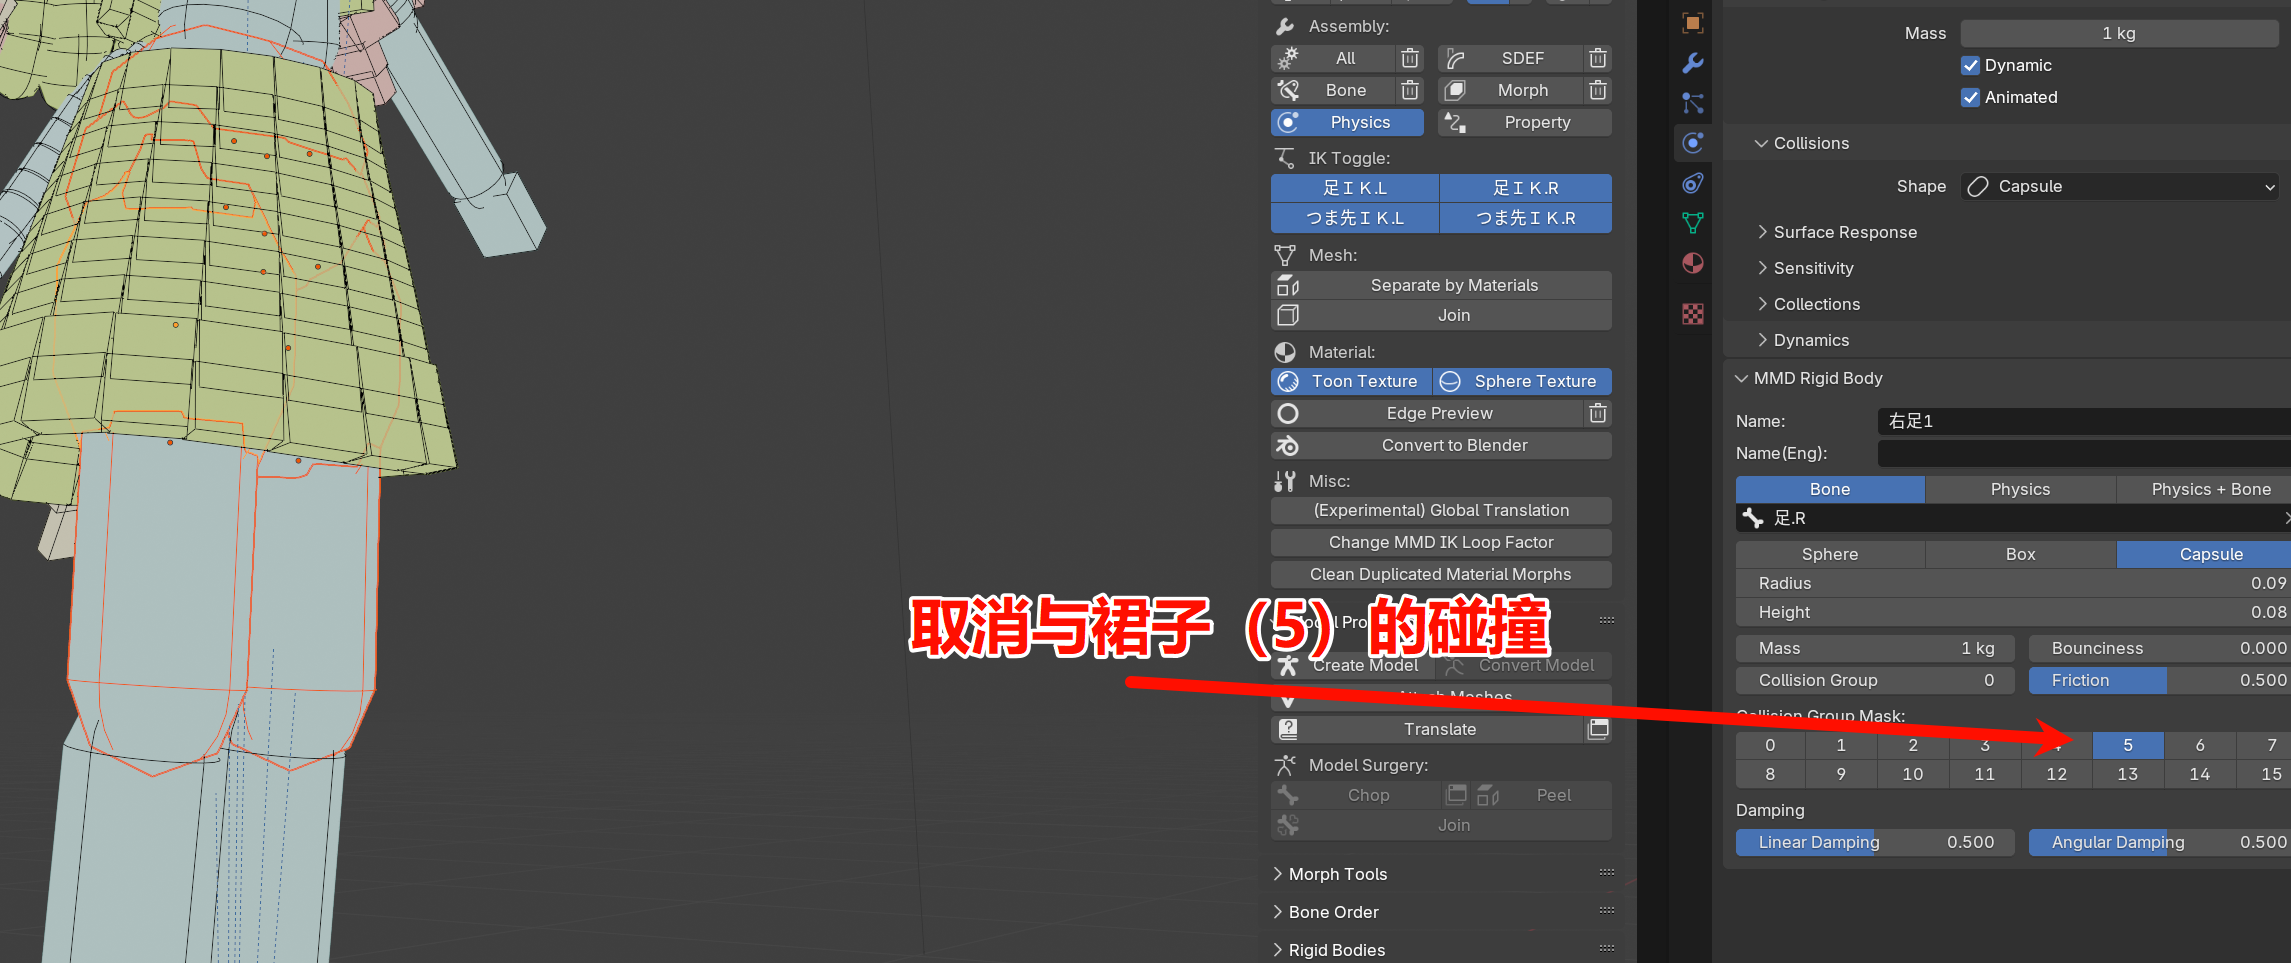 Assembly:
All
SDEF
Bone
Morph
Physics
Property
IK Toggle:
足ＩＫ.L
足ＩＫ.R
つま先ＩＫ.L
つま先ＩＫ.R
Mesh:
Separate by Materials
Join
Material:
Toon Texture
Sphere Texture
Edge Preview
Convert to Blender
Misc:
(Experimental) Global Translation
Change MMD IK Loop Factor
Clean Duplicated Material Morphs
取消与裙子（5）的碰撞
Create Model
Convert Model
Attach Meshes
Translate
Model Surgery:
Chop
Peel
Join
Morph Tools
Bone Order
Rigid Bodies
Mass
1 kg
Dynamic
Animated
Collisions
Shape
Capsule
Surface Response
Sensitivity
Collections
Dynamics
MMD Rigid Body
Name:
右足1
Name(Eng):
Bone
Physics
Physics + Bone
足.R
Sphere
Box
Capsule
Radius
0.09
Height
0.08
Mass
1 kg
Bounciness
0.000
Collision Group
0
Friction
0.500
Collision Group Mask:
0 1 2 3 4 5 6 7
8 9 10 11 12 13 14 15
Damping
Linear Damping
0.500
Angular Damping
0.500